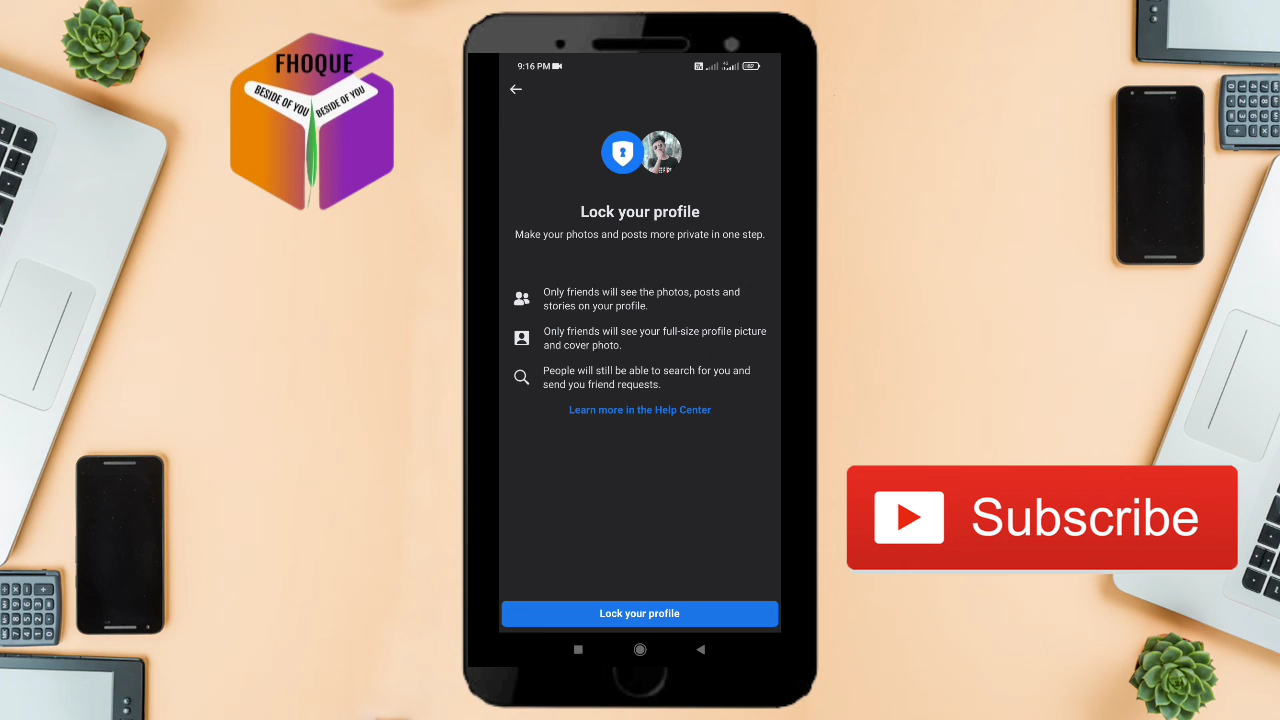 FHOQUE
BESIDE OF YOU
BESIDE OF YOU
9:16 PM
Lock your profile
Make your photos and posts more private in one step.
Only friends will see the photos, posts and
stories on your profile.
Only friends will see your full-size profile picture
and cover photo.
People will still be able to search for you and
send you friend requests.
Learn more in the Help Center
Subscribe
Lock your profile